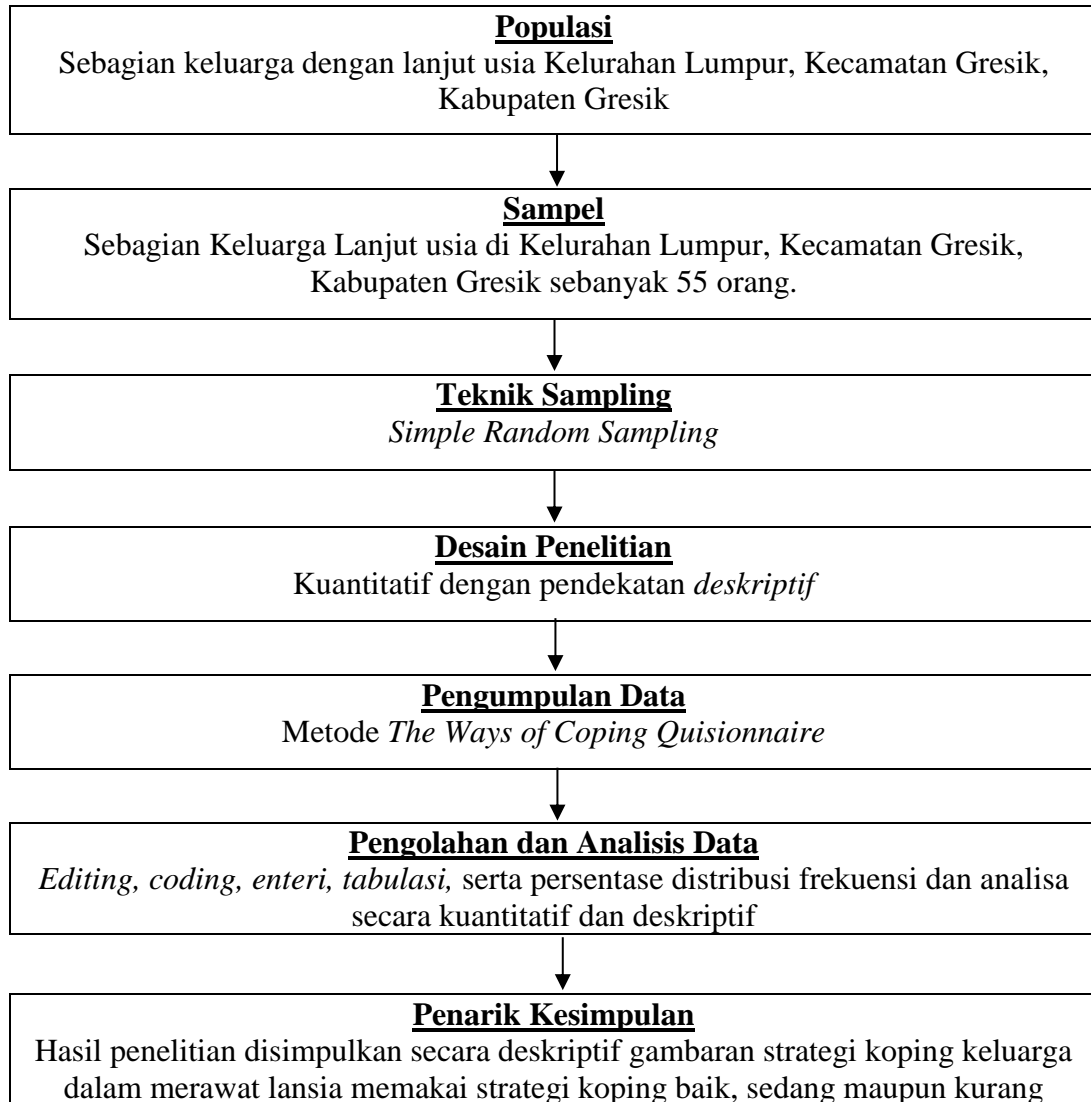 Populasi
Sebagian keluarga dengan lanjut usia Kelurahan Lumpur, Kecamatan Gresik,
Kabupaten Gresik
Sampel
Sebagian Keluarga Lanjut usia di Kelurahan Lumpur, Kecamatan Gresik,
Kabupaten Gresik sebanyak 55 orang.
Teknik Sampling
Simple Random Sampling
Desain Penelitian
Kuantitatif dengan pendekatan deskriptif
Pengumpulan Data
Metode The Ways of Coping Quisionnaire
Pengolahan dan Analisis Data
Editing, coding, enteri, tabulasi, serta persentase distribusi frekuensi dan analisa
secara kuantitatif dan deskriptif
Penarik Kesimpulan
Hasil penelitian disimpulkan secara deskriptif gambaran strategi koping keluarga
dalam merawat lansia memakai strategi koping baik, sedang maupun kurang